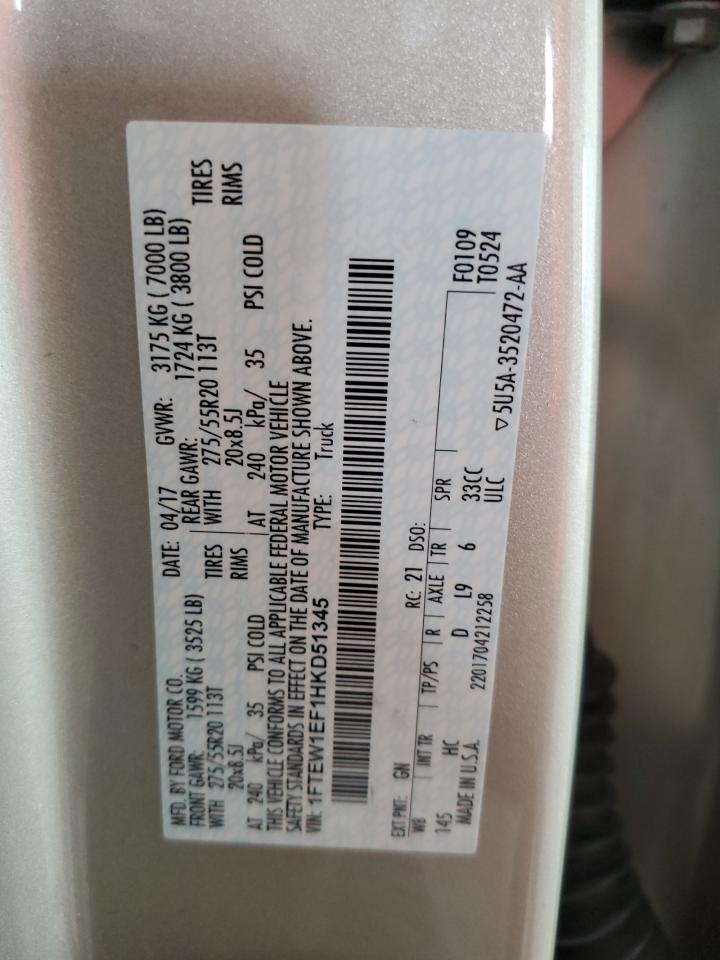 MFD. BY FORD MOTOR CO.
DATE: 04/17 GVWR: 3175 KG ( 7000 LB)
FRONT GAWR: 1599 KG ( 3525 LB) REAR GAWR: 1724 KG ( 3800 LB)
WITH 275/55R20 113T TIRES WITH 275/55R20 113T TIRES
20x8.5J RIMS 20x8.5J RIMS
AT 240 kPa/ 35 PSI COLD AT 240 kPa/ 35 PSI COLD
THIS VEHICLE CONFORMS TO ALL APPLICABLE FEDERAL MOTOR VEHICLE
SAFETY STANDARDS IN EFFECT ON THE DATE OF MANUFACTURE SHOWN ABOVE.
VIN: 1FTEW1EF1HKD51345 TYPE: Truck
EXT PNT: GN RC: 21 DSO:
WB INT TR TP/PS R AXLE TR SPR F0109
145 HC D L9 6 33CC T0524
MADE IN U.S.A. 2201704212258 ULC
▽5U5A-3520472-AA